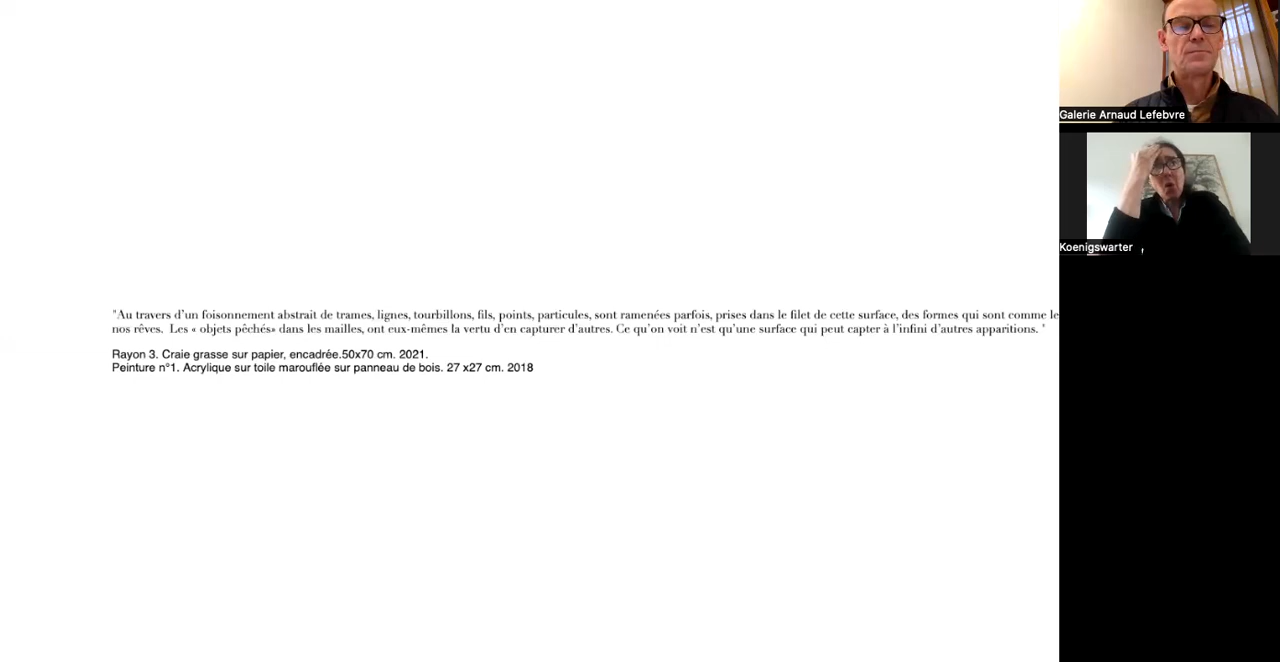 "Au travers d'un foisonnement abstrait de trames, lignes, tourbillons, fils, points, particules, sont ramenées parfois, prises dans le filet de cette surface, des formes qui sont comme le
nos rêves.  Les « objets pêchés» dans les mailles, ont eux-mêmes la vertu d'en capturer d'autres. Ce qu'on voit n'est qu'une surface qui peut capter à l'infini d'autres apparitions. "
Rayon 3. Craie grasse sur papier, encadrée.50x70 cm. 2021.
Peinture n°1. Acrylique sur toile marouflée sur panneau de bois. 27 x27 cm. 2018
Galerie Arnaud Lefebvre
Koenigswarter